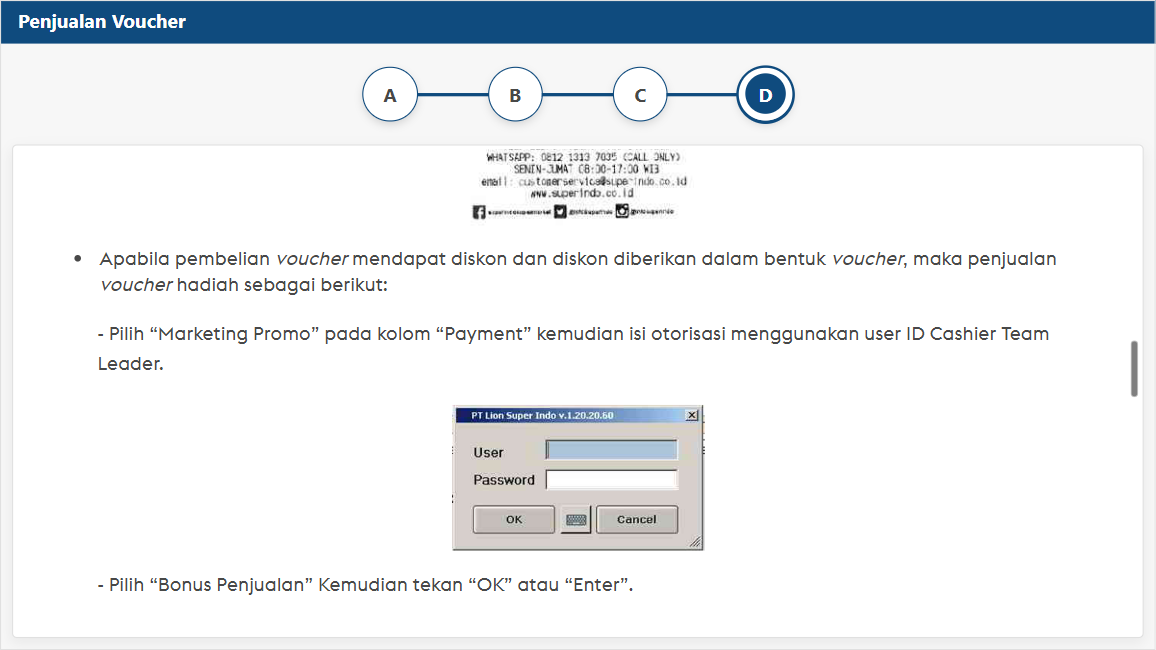 Penjualan Voucher
A B C D
WHATSAPP: 0812 1313 7035 (CALL ONLY)
SENIN-JUMAT 08:00-17:00 WIB
email: customerservice@superindo.co.id
www.superindo.co.id
• Apabila pembelian voucher mendapat diskon dan diskon diberikan dalam bentuk voucher, maka penjualan
voucher hadiah sebagai berikut:
- Pilih “Marketing Promo” pada kolom “Payment” kemudian isi otorisasi menggunakan user ID Cashier Team
Leader.
PT Lion Super Indo v.1.20.20.60
User
Password
OK Cancel
- Pilih “Bonus Penjualan” Kemudian tekan “OK” atau “Enter”.